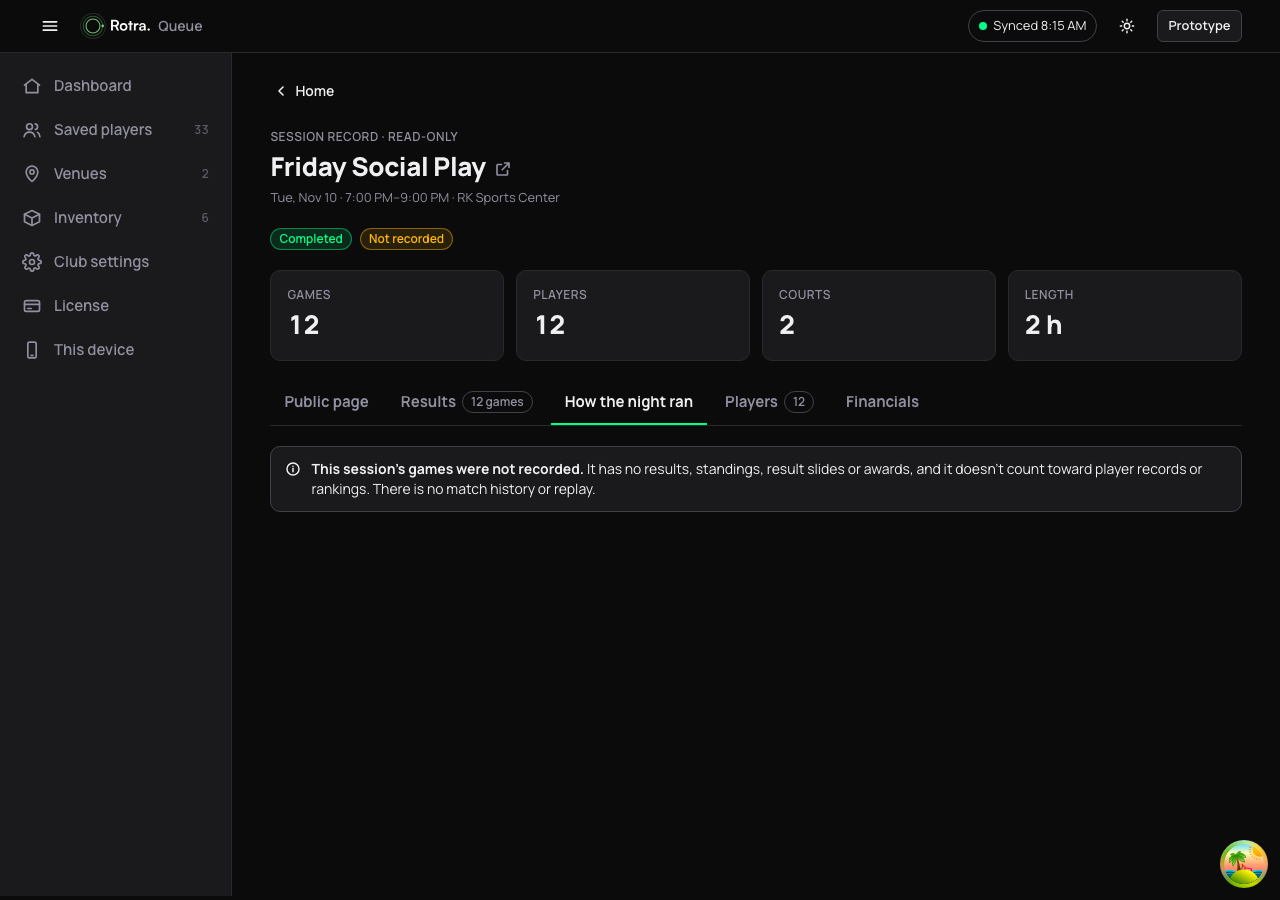 Rotra. Queue
Synced 8:15 AM
Prototype
Dashboard
Saved players 33
Venues 2
Inventory 6
Club settings
License
This device
Home
SESSION RECORD · READ-ONLY
Friday Social Play
Tue, Nov 10 · 7:00 PM–9:00 PM · RK Sports Center
Completed
Not recorded
GAMES
12
PLAYERS
12
COURTS
2
LENGTH
2 h
Public page
Results 12 games
How the night ran
Players 12
Financials
This session's games were not recorded. It has no results, standings, result slides or awards, and it doesn't count toward player records or
rankings. There is no match history or replay.